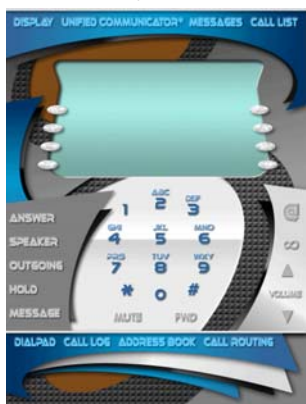 DISPLAY UNIFIED COMMUNICATOR® MESSAGES CALL LIST
ABC DEF
1 2 3
GHI JKL MNO
4 5 6
PRS TUV WXY
7 8 9
* 0 #
MUTE FWD
ANSWER
SPEAKER
OUTGOING
HOLD
MESSAGE
@
∞
VOLUME
DIALPAD CALL LOG ADDRESS BOOK CALL ROUTING